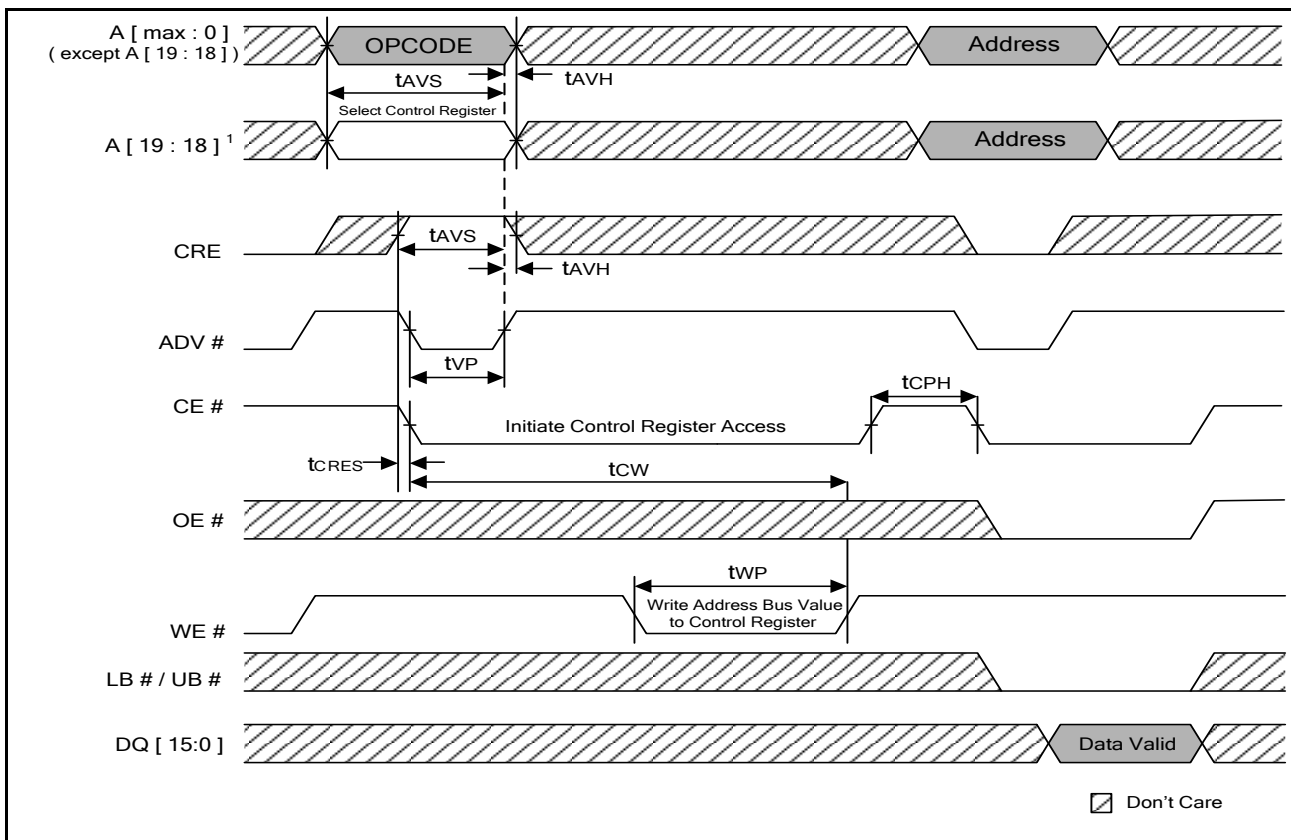 A [ max : 0 ]
( except A [ 19 : 18 ] )
OPCODE
Address
tAVS
tAVH
Select Control Register
A [ 19 : 18 ] 1
Address
CRE
tAVS
tAVH
ADV #
tVP
CE #
tCPH
Initiate Control Register Access
tCRES
tCW
OE #
tWP
Write Address Bus Value
to Control Register
WE #
LB # / UB #
DQ [ 15:0 ]
Data Valid
Don't Care